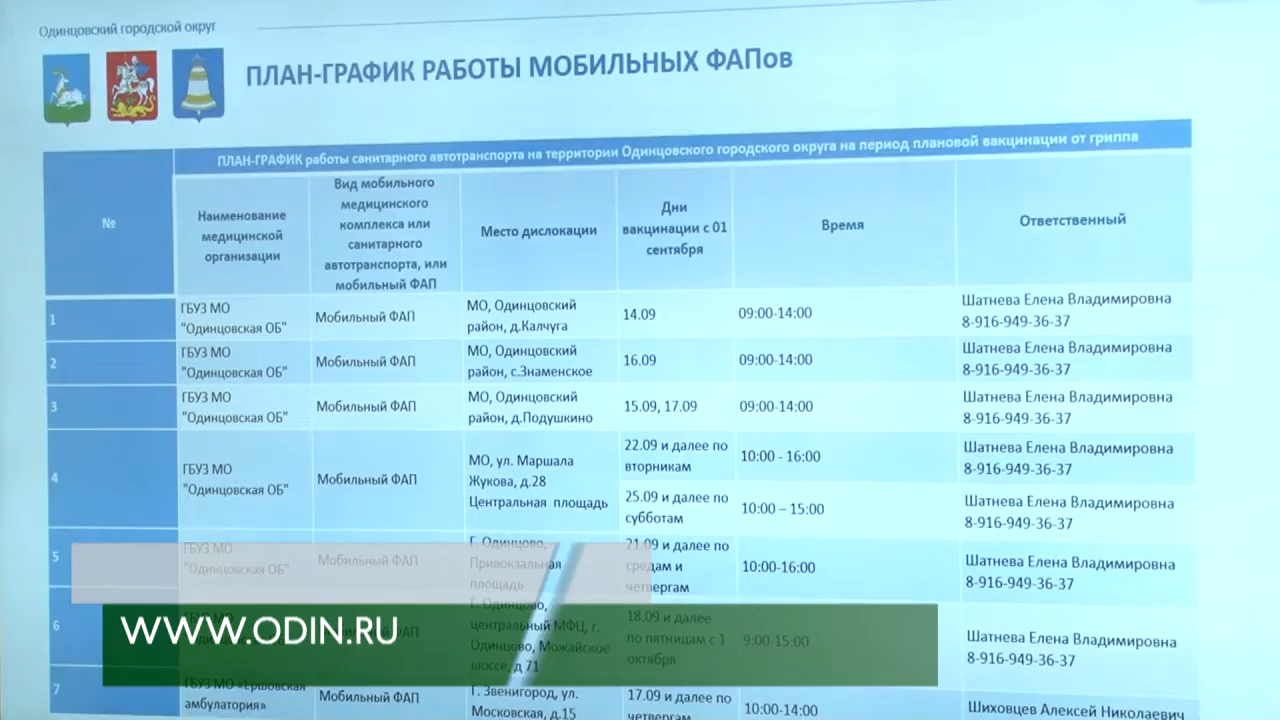 Одинцовский городской округ
ПЛАН-ГРАФИК РАБОТЫ МОБИЛЬНЫХ ФАПов
ПЛАН-ГРАФИК работы санитарного автотранспорта на территории Одинцовского городского округа на период плановой вакцинации от гриппа
№
Наименование
медицинской
организации
Вид мобильного
медицинского
комплекса или
санитарного
автотранспорта, или
мобильный ФАП
Место дислокации
Дни
вакцинации с 01
сентября
Время
Ответственный
1
ГБУЗ МО
"Одинцовская ОБ"
Мобильный ФАП
МО, Одинцовский
район, д.Калчуга
14.09
09:00-14:00
Шатнева Елена Владимировна
8-916-949-36-37
2
ГБУЗ МО
"Одинцовская ОБ"
Мобильный ФАП
МО, Одинцовский
район, с.Знаменское
16.09
09:00-14:00
Шатнева Елена Владимировна
8-916-949-36-37
3
ГБУЗ МО
"Одинцовская ОБ"
Мобильный ФАП
МО, Одинцовский
район, д.Подушкино
15.09, 17.09
09:00-14:00
Шатнева Елена Владимировна
8-916-949-36-37
4
ГБУЗ МО
"Одинцовская ОБ"
Мобильный ФАП
МО, ул. Маршала
Жукова, д.28
Центральная площадь
22.09 и далее по
вторникам
10:00 - 16:00
Шатнева Елена Владимировна
8-916-949-36-37
25.09 и далее по
субботам
10:00 – 15:00
Шатнева Елена Владимировна
8-916-949-36-37
5
ГБУЗ МО
"Одинцовская ОБ"
Мобильный ФАП
Г. Одинцово,
Привокзальная
площадь
21.09 и далее по
средам и
четвергам
10:00-16:00
Шатнева Елена Владимировна
8-916-949-36-37
6
Г. Одинцово,
центральный МФЦ, г.
Одинцово, Можайское
шоссе, д 71
18.09 и далее
по пятницам с 1
октября
9:00-15:00
Шатнева Елена Владимировна
8-916-949-36-37
7
ГБУЗ МО «Ершовская
амбулатория»
Мобильный ФАП
Г. Звенигород, ул.
Московская, д.15
17.09 и далее по
четвергам
10:00-14:00
Шиховцев Алексей Николаевич
WWW.ODIN.RU